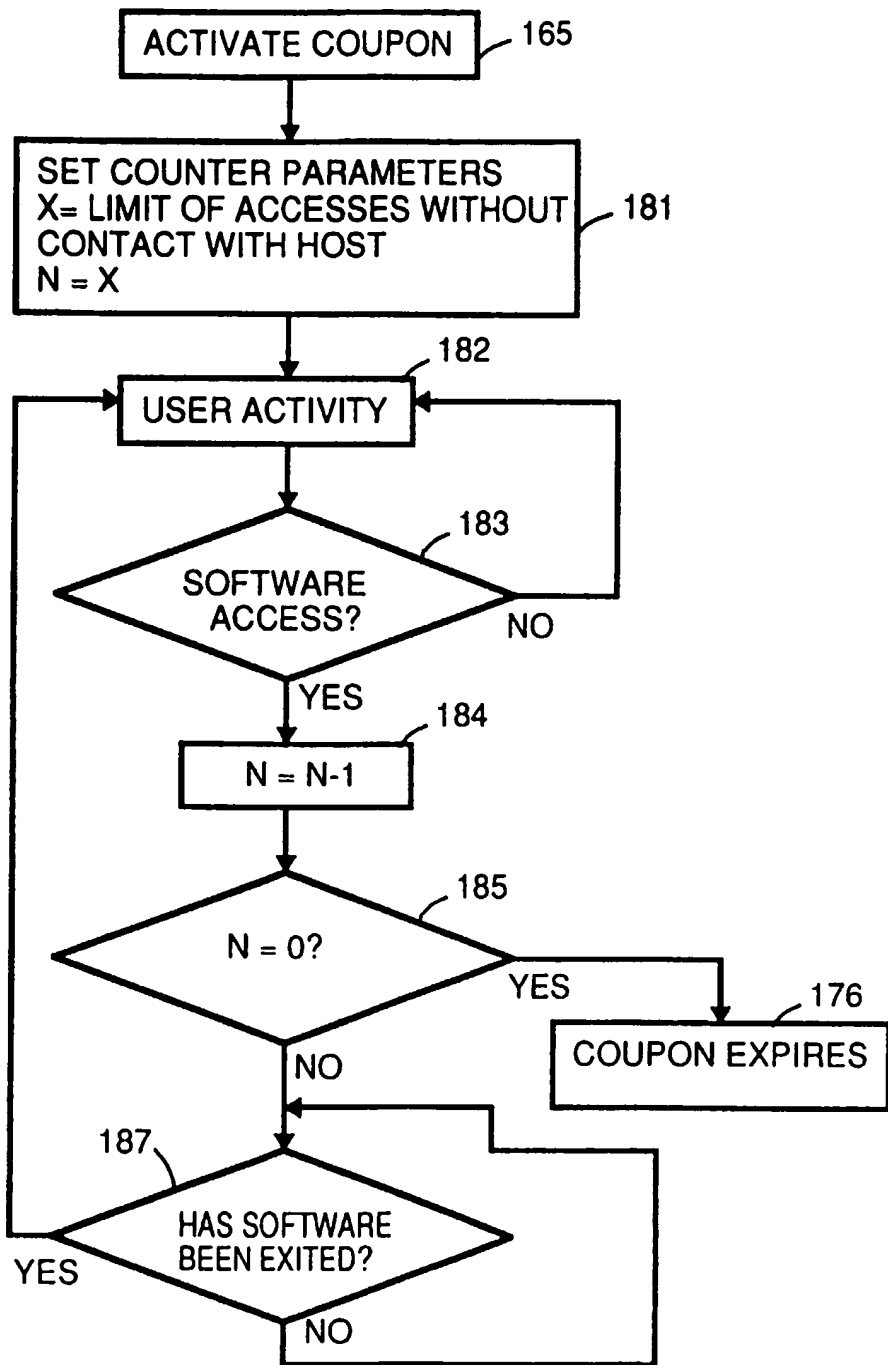 ACTIVATE COUPON
165
SET COUNTER PARAMETERS
X= LIMIT OF ACCESSES WITHOUT
CONTACT WITH HOST
N = X
181
182
USER ACTIVITY
183
SOFTWARE
ACCESS?
NO
YES
184
N = N-1
185
N = 0?
YES
176
COUPON EXPIRES
NO
187
HAS SOFTWARE
BEEN EXITED?
YES
NO